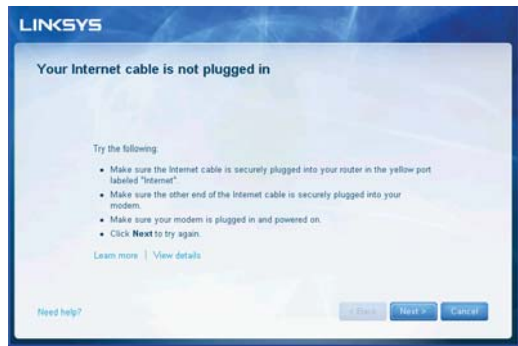 LINKSYS
Your Internet cable is not plugged in
Try the following:
• Make sure the Internet cable is securely plugged into your router in the yellow port
labeled "Internet".
• Make sure the other end of the Internet cable is securely plugged into your
modem.
• Make sure your modem is plugged in and powered on.
• Click Next to try again.
Learn more | View details
Need help? < Back Next > Cancel